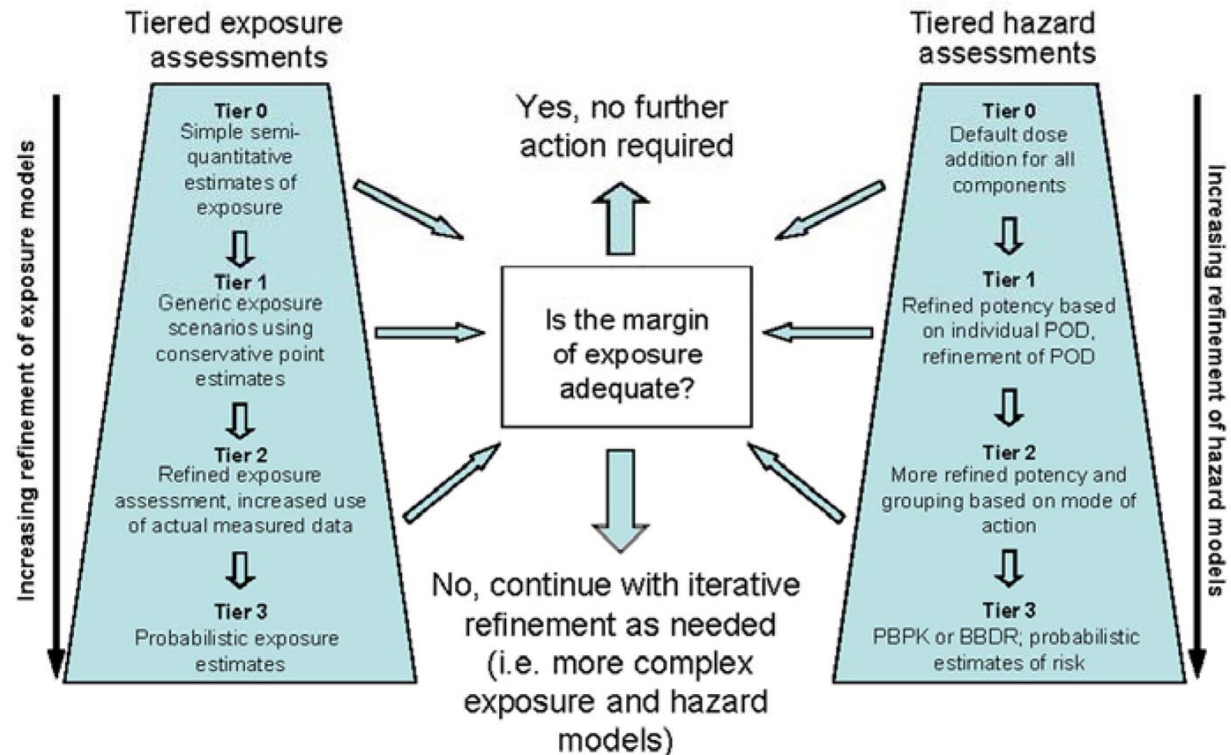 Tiered exposure
assessments
Increasing refinement of exposure models
Tier 0
Simple semi-
quantitative
estimates of
exposure
Tier 1
Generic exposure
scenarios using
conservative point
estimates
Tier 2
Refined exposure
assessment, increased use
of actual measured data
Tier 3
Probabilistic exposure
estimates
Yes, no further
action required
Is the margin
of exposure
adequate?
No, continue with iterative
refinement as needed
(i.e. more complex
exposure and hazard
models)
Tiered hazard
assessments
Tier 0
Default dose
addition for all
components
Tier 1
Refined potency based
on individual POD,
refinement of POD
Tier 2
More refined potency and
grouping based on mode of
action
Tier 3
PBPK or BBDR; probabilistic
estimates of risk
Increasing refinement of hazard models